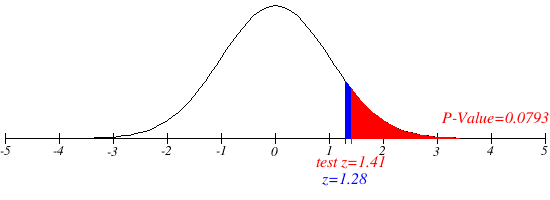 P-Value=0.0793
-5 -4 -3 -2 -1 0 1 2 3 4 5
test z=1.41
z=1.28